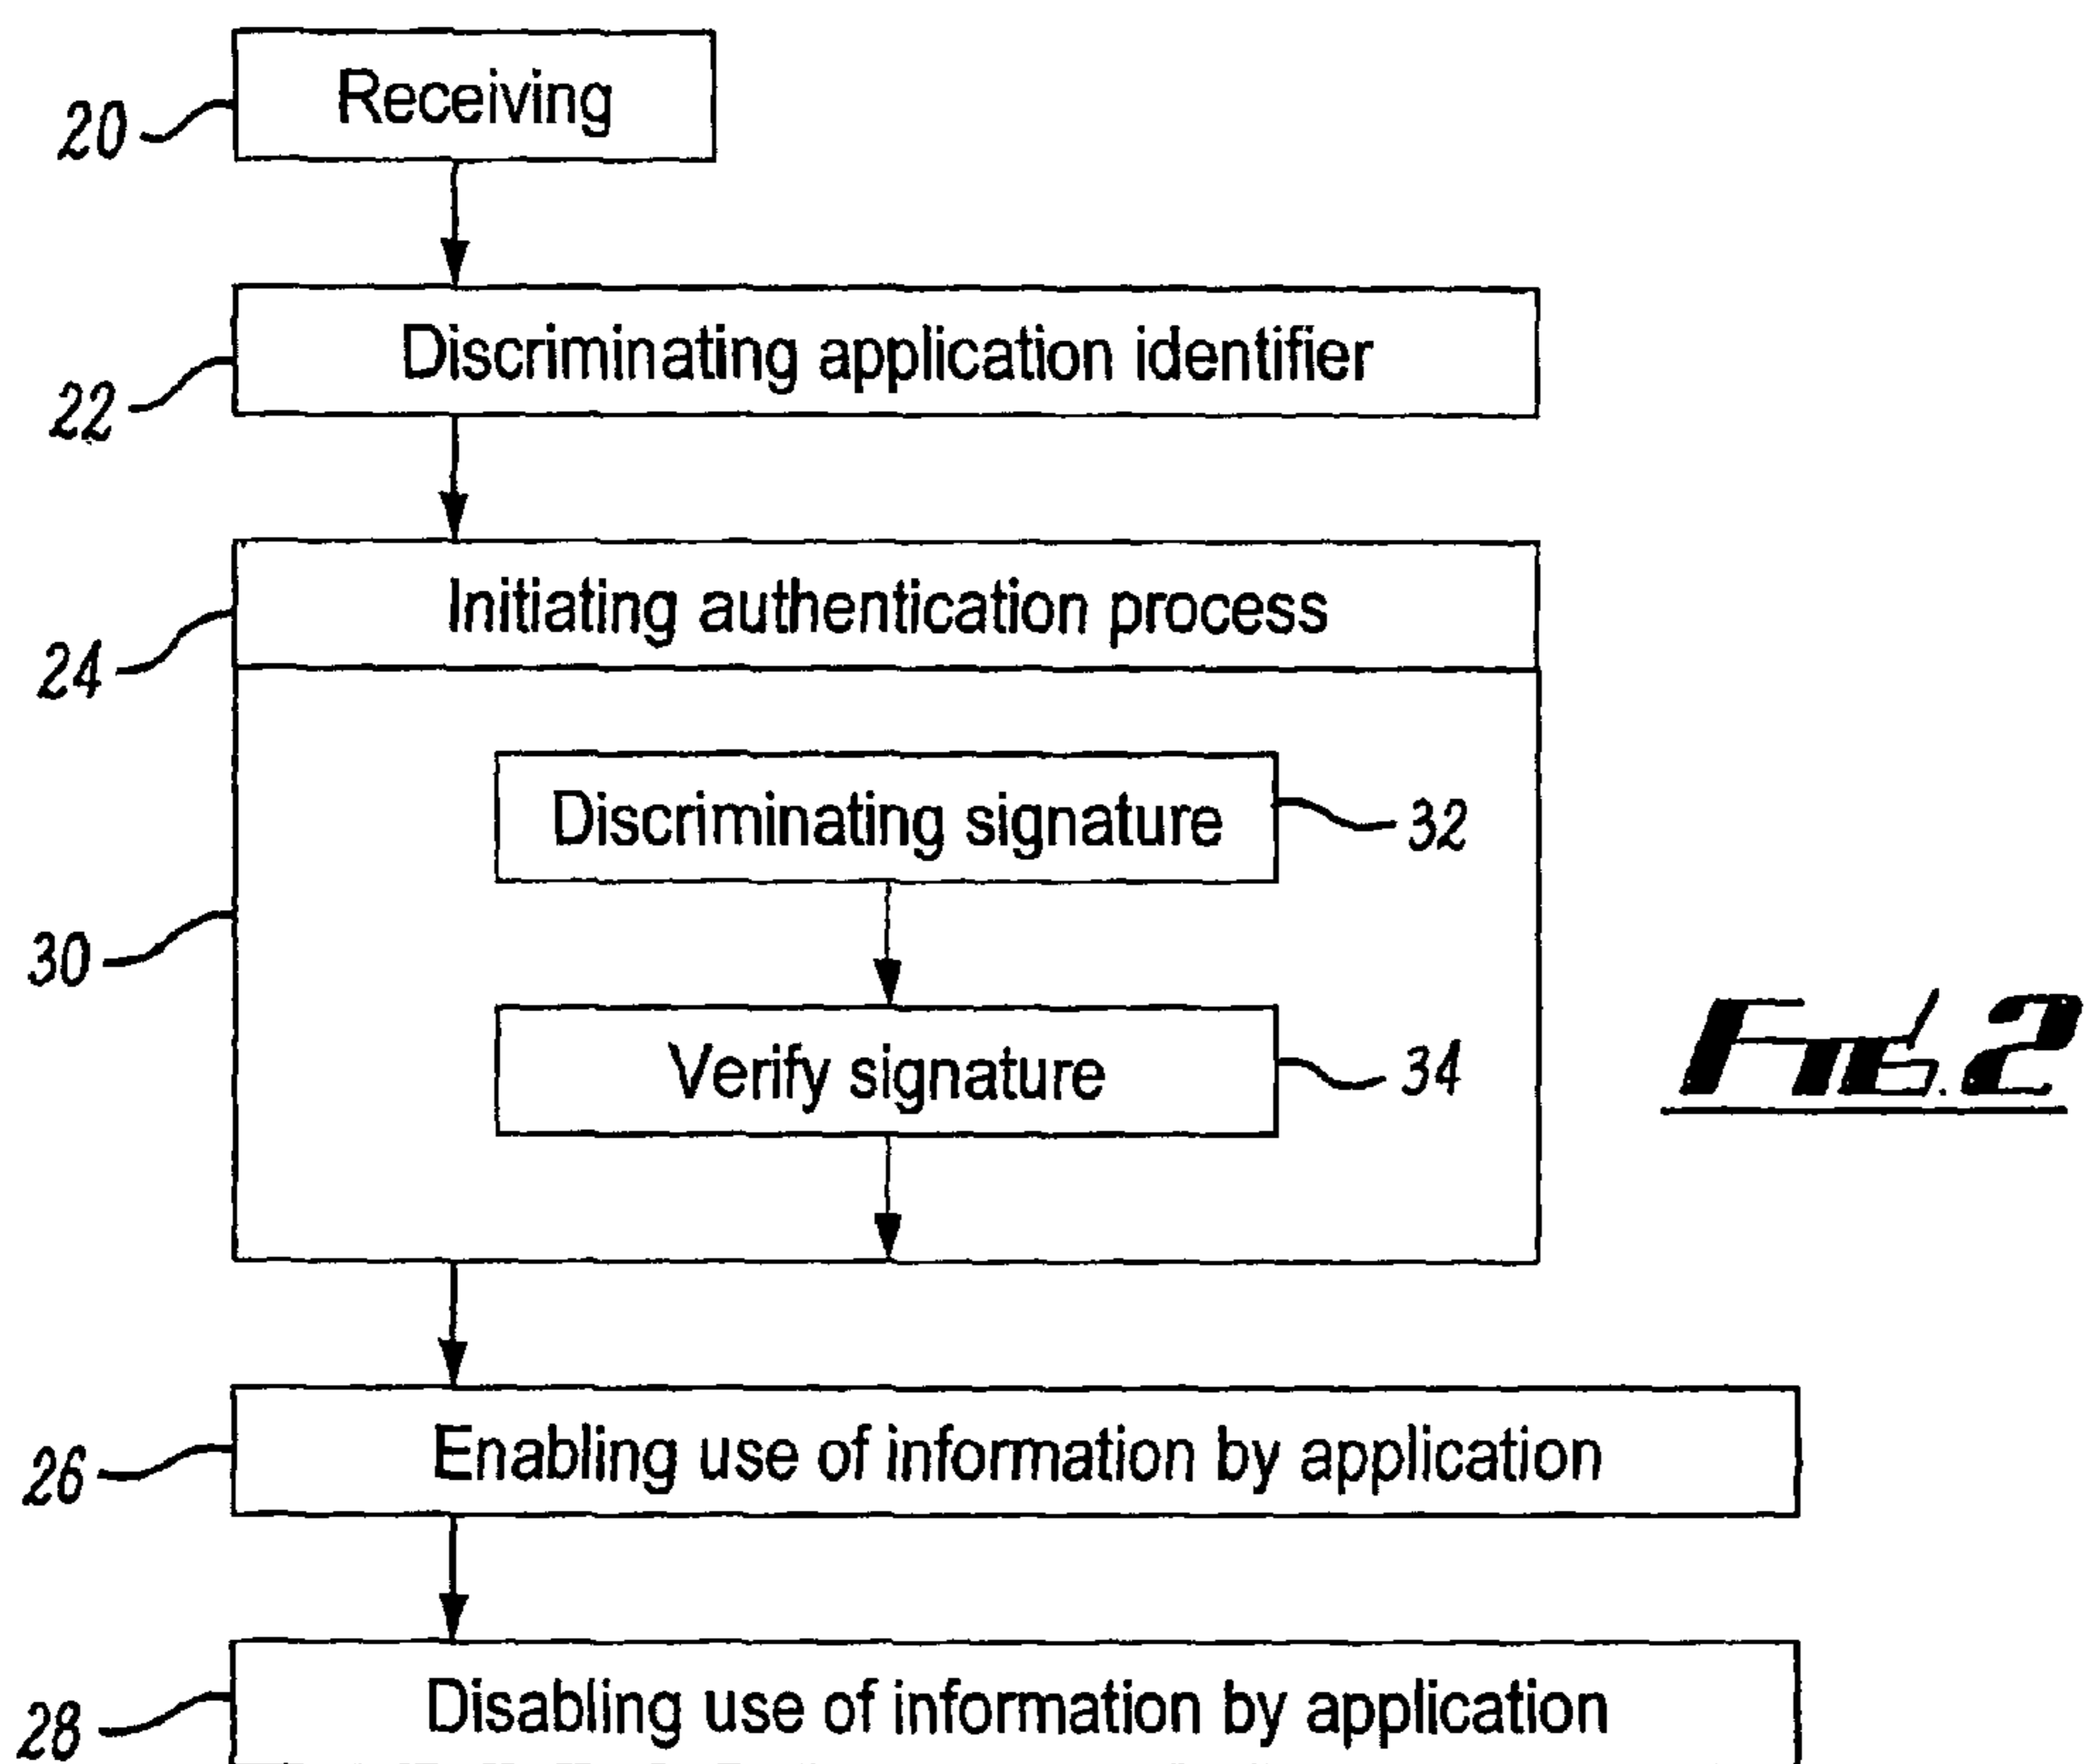 Receiving
20
Discriminating application identifier
22
Initiating authentication process
24
Discriminating signature
32
30
Verify signature
34
Fig. 2
Enabling use of information by application
26
Disabling use of information by application
28